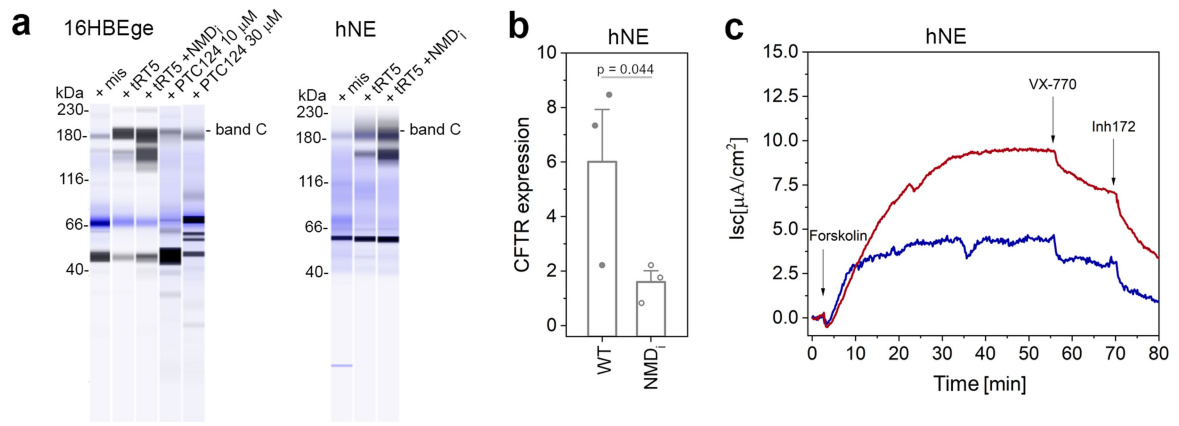 a
16HBEge
+ mis
+ tRT5
+ tRT5 +NMDi
+ PTC124 10 µM
+ PTC124 30 µM
kDa
230-
180-
116-
66-
40-
- band C
hNE
+ mis
+ tRT5
+ tRT5 +NMDi
kDa
230-
180-
116-
66-
40-
- band C
b
hNE
CFTR expression
10
8
6
4
2
0
p = 0.044
WT
NMDi
c
hNE
Isc[µA/cm²]
15.0
12.5
10.0
7.5
5.0
2.5
0.0
Forskolin
VX-770
Inh172
0 10 20 30 40 50 60 70 80
Time [min]